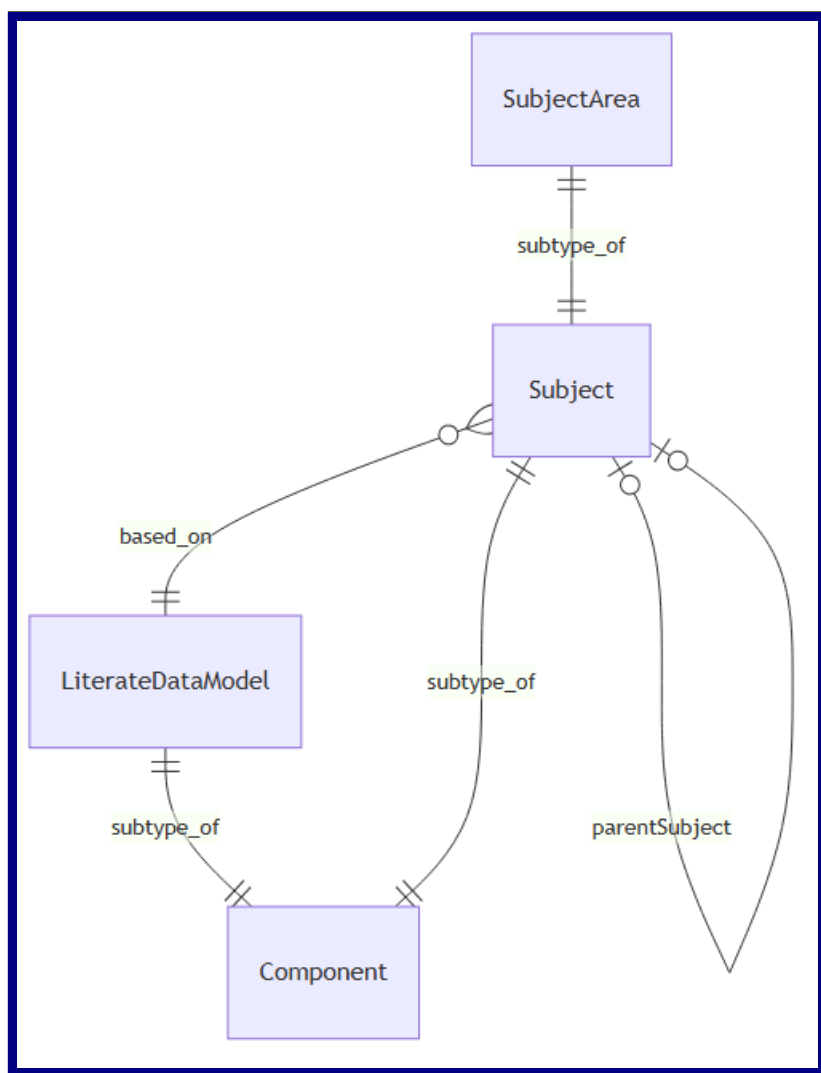 SubjectArea
subtype_of
Subject
based_on
LiterateDataModel
subtype_of
subtype_of
parentSubject
Component